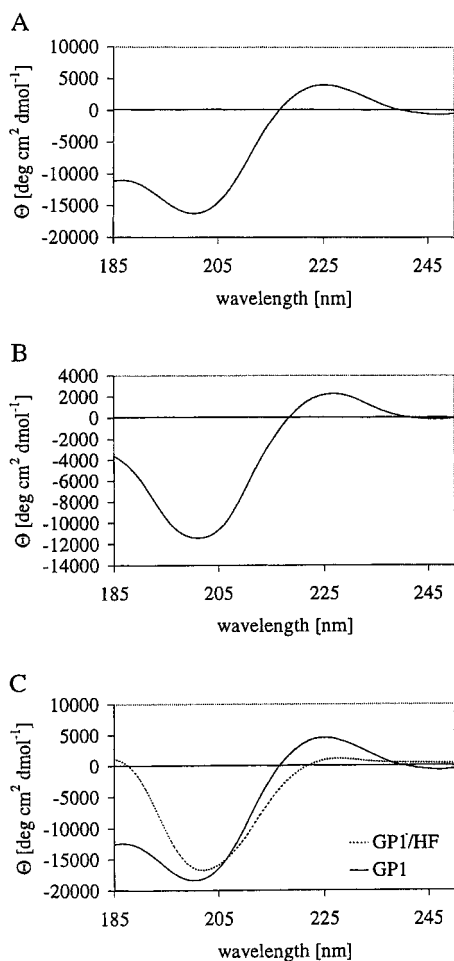 A
10000
5000
0
-5000
-10000
-15000
-20000
Θ [deg cm² dmol⁻¹]
185 205 225 245
wavelength [nm]
B
4000
2000
0
-2000
-4000
-6000
-8000
-10000
-12000
-14000
Θ [deg cm² dmol⁻¹]
185 205 225 245
wavelength [nm]
C
10000
5000
0
-5000
-10000
-15000
-20000
Θ [deg cm² dmol⁻¹]
GP1/HF
GP1
185 205 225 245
wavelength [nm]